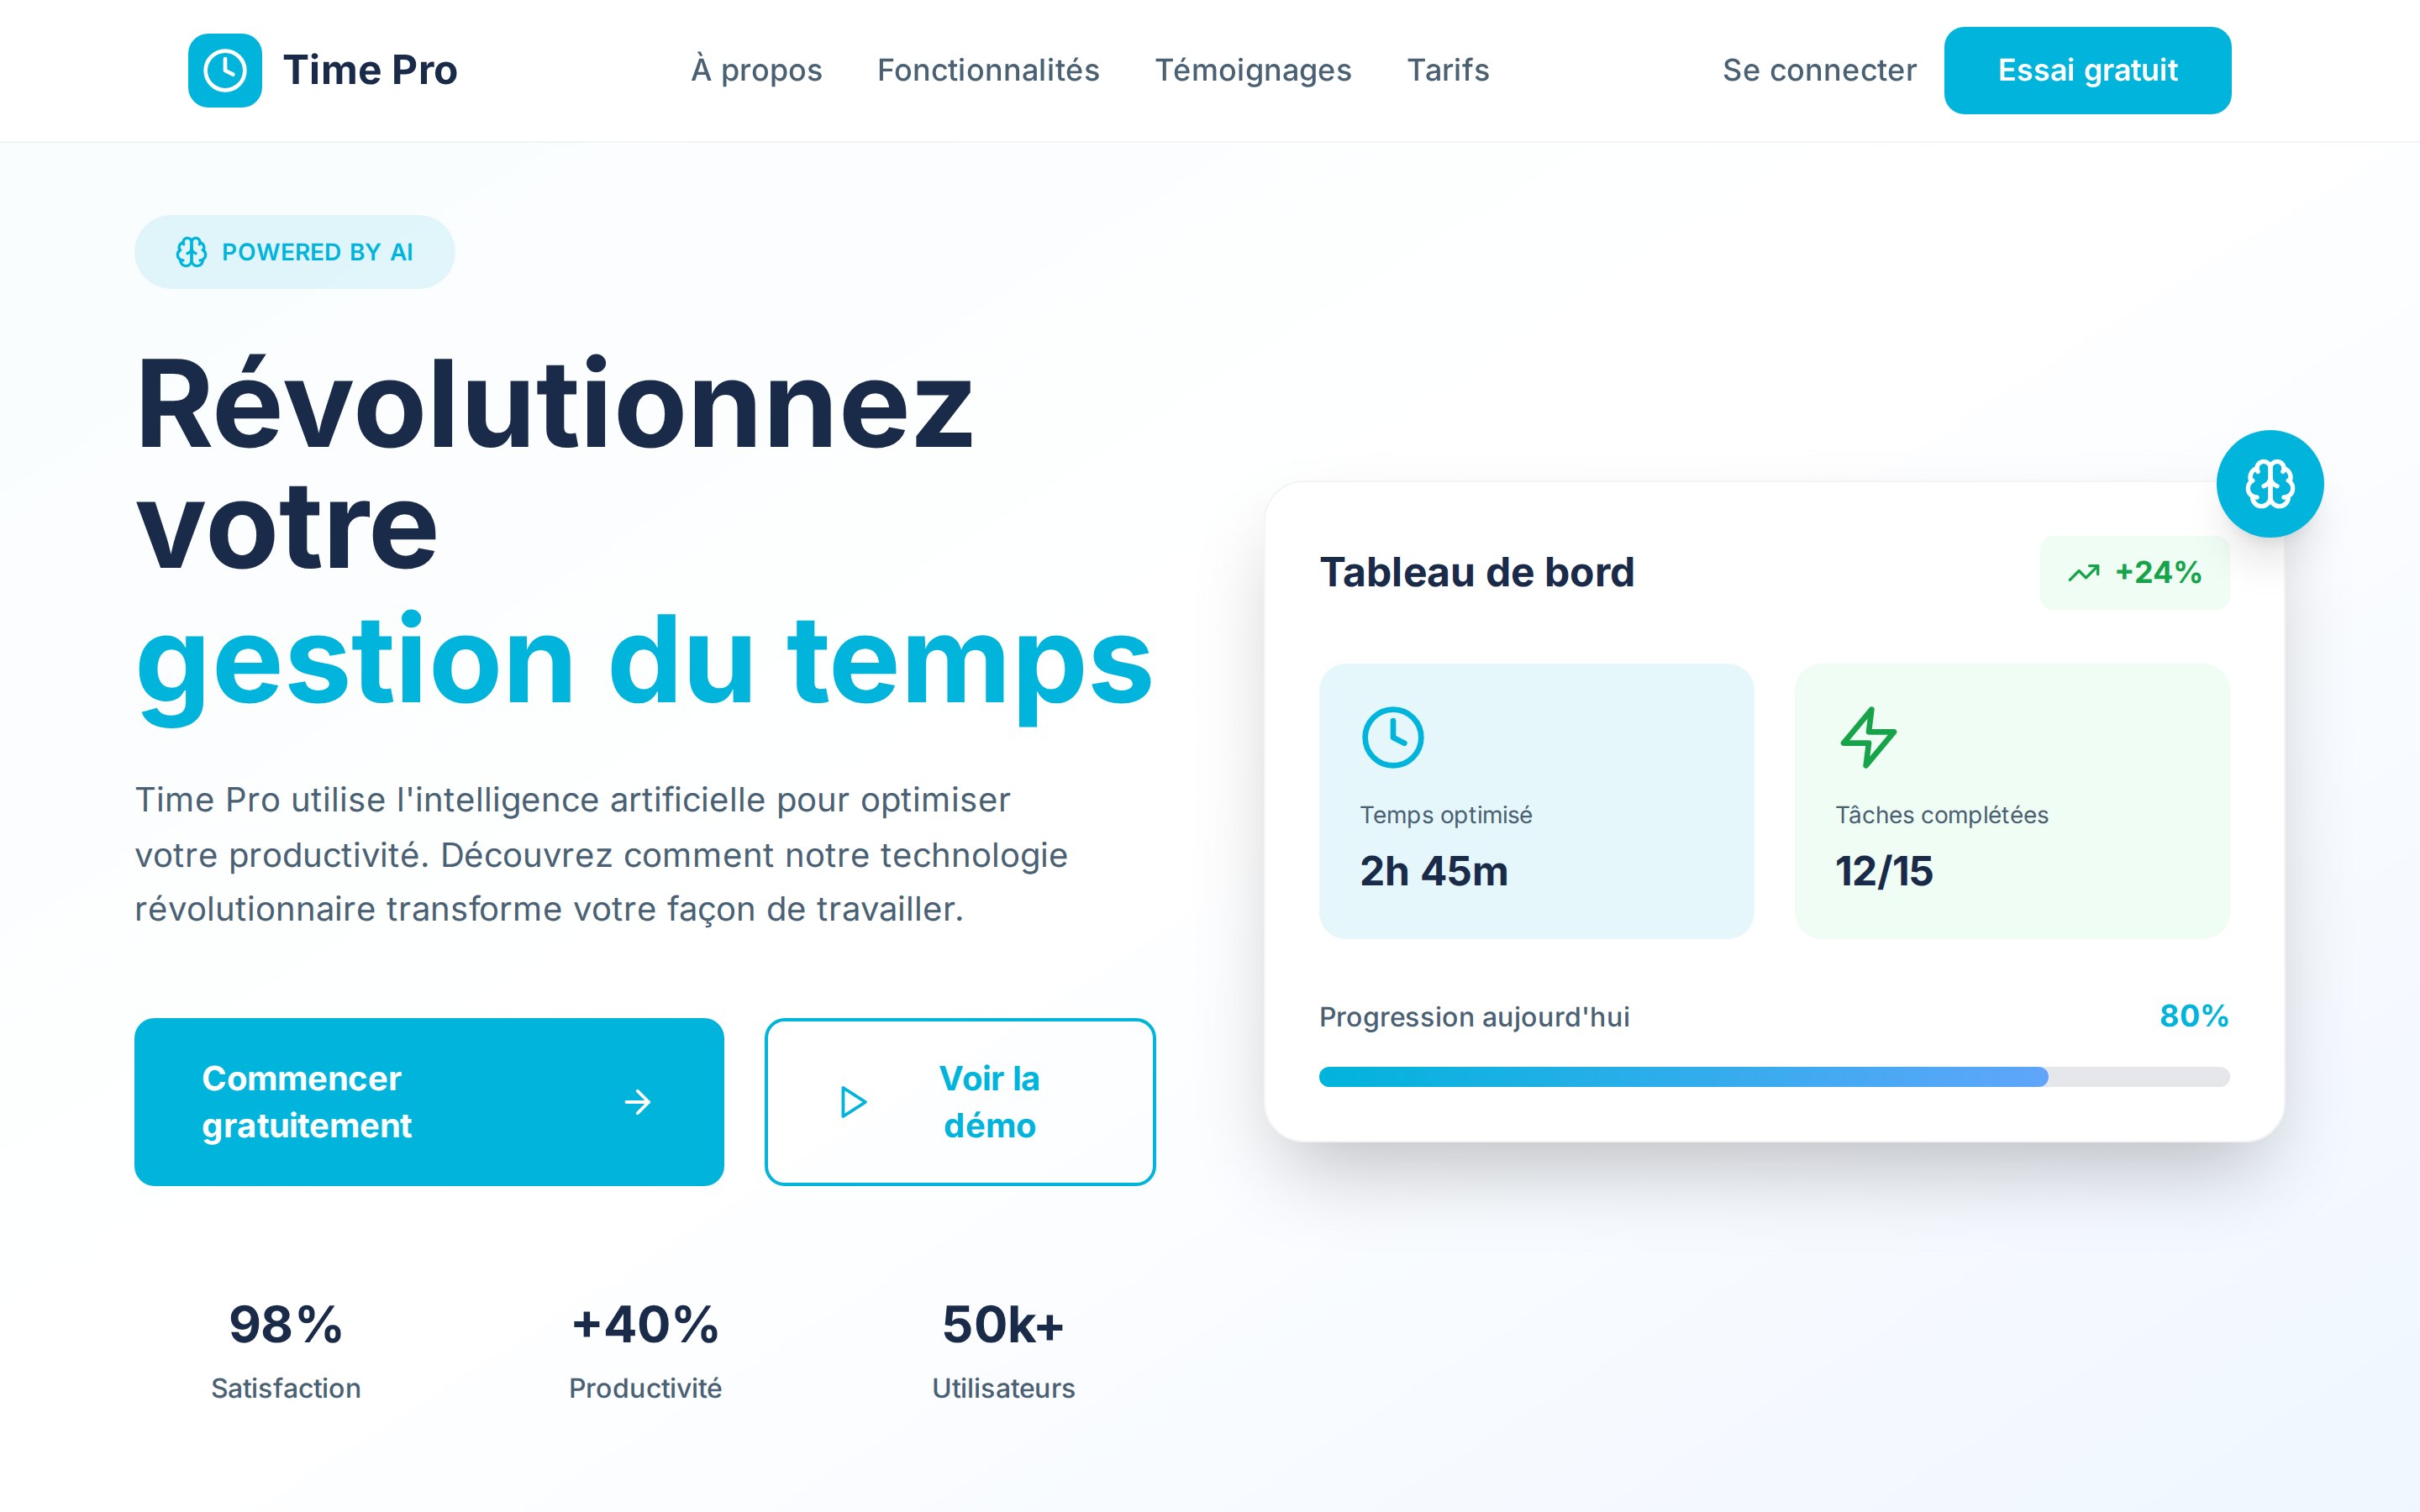 Time Pro
À propos
Fonctionnalités
Témoignages
Tarifs
Se connecter
Essai gratuit
POWERED BY AI
Révolutionnez
votre
gestion du temps
Time Pro utilise l'intelligence artificielle pour optimiser
votre productivité. Découvrez comment notre technologie
révolutionnaire transforme votre façon de travailler.
Commencer
gratuitement
Voir la
démo
98%
Satisfaction
+40%
Productivité
50k+
Utilisateurs
Tableau de bord
+24%
Temps optimisé
2h 45m
Tâches complétées
12/15
Progression aujourd'hui
80%